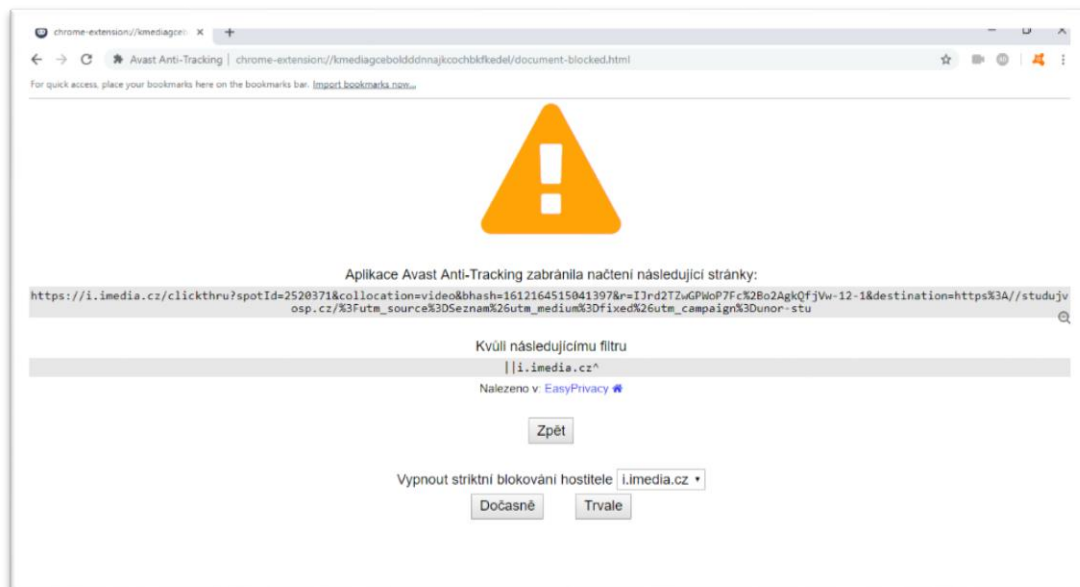 chrome-extension://kmediagceb
Avast Anti-Tracking | chrome-extension://kmediagceboldddnnajkcochbkfkedel/document-blocked.html
For quick access, place your bookmarks here on the bookmarks bar. Import bookmarks now...
Aplikace Avast Anti-Tracking zabránila načtení následující stránky:
https://i.imedia.cz/clickthru?spotId=2520371&collocation=video&bhash=1612164515041397&r=IJrd2TZwGPWoP7Fc%2Bo2AgkQfjVw-12-1&destination=https%3A//studujv
osp.cz/%3Futm_source%3DSeznam%26utm_medium%3Dfixed%26utm_campaign%3Dunor-stu
Kvůli následujícímu filtru
||i.imedia.cz^
Nalezeno v: EasyPrivacy
Zpět
Vypnout striktní blokování hostitele i.imedia.cz
Dočasně Trvale